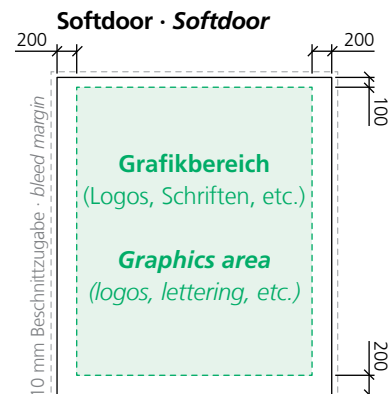 Softdoor · Softdoor
200
200
100
Grafikbereich
(Logos, Schriften, etc.)
Graphics area
(logos, lettering, etc.)
10 mm Beschnittzugabe · bleed margin
200